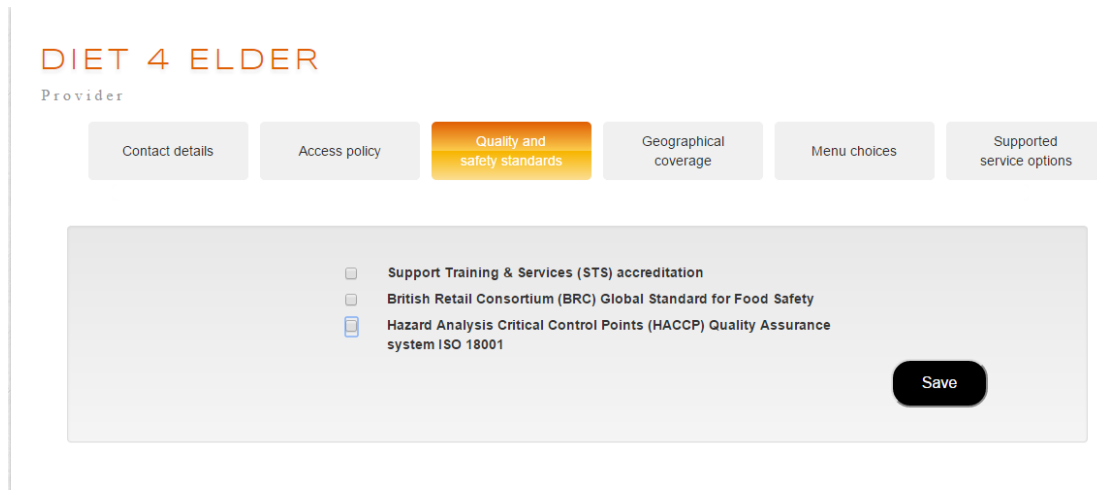 DIET 4 ELDER
Provider
Contact details
Access policy
Quality and
safety standards
Geographical
coverage
Menu choices
Supported
service options
Support Training & Services (STS) accreditation
British Retail Consortium (BRC) Global Standard for Food Safety
Hazard Analysis Critical Control Points (HACCP) Quality Assurance
system ISO 18001
Save